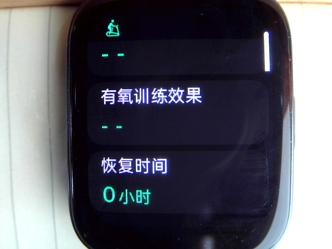 --
有氧训练效果
--
恢复时间
0小时